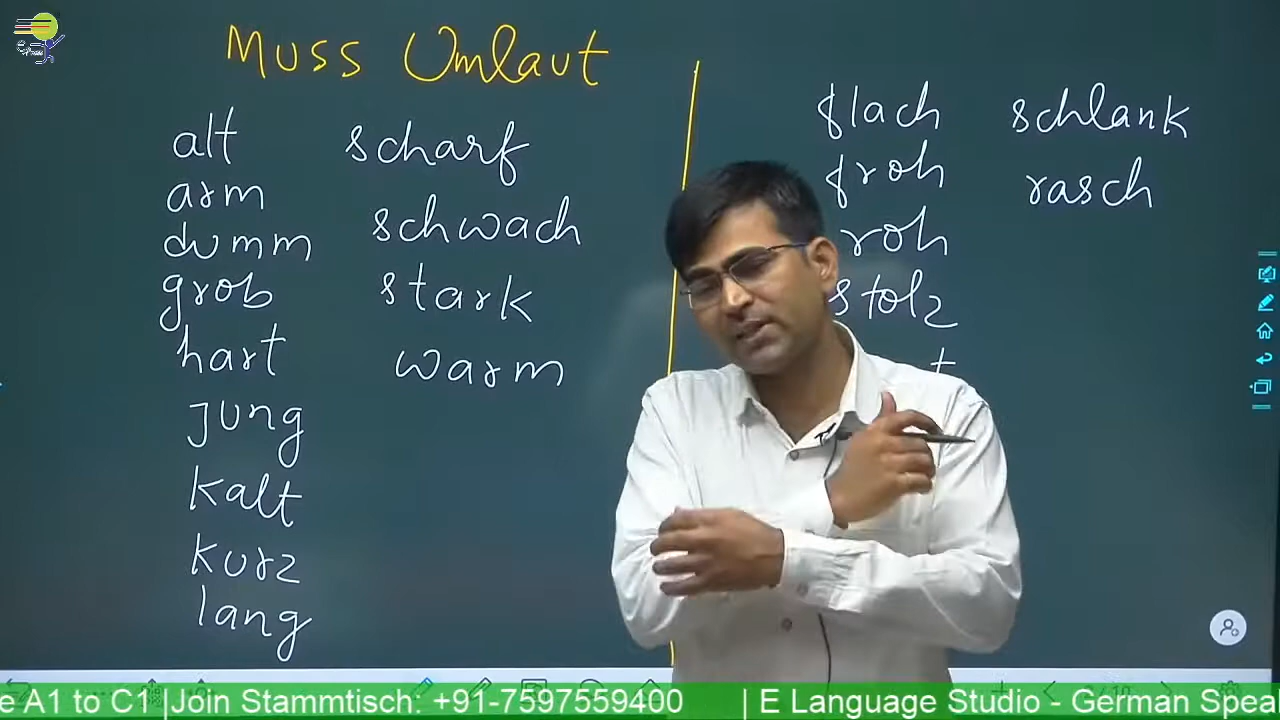 Muss Umlaut
alt
arm
dumm
grob
hart
Jung
kalt
kurz
lang
scharf
schwach
stark
warm
flach
froh
roh
stolz
schlank
rasch
e A1 to C1 |Join Stammtisch: +91-7597559400 | E Language Studio - German Spea